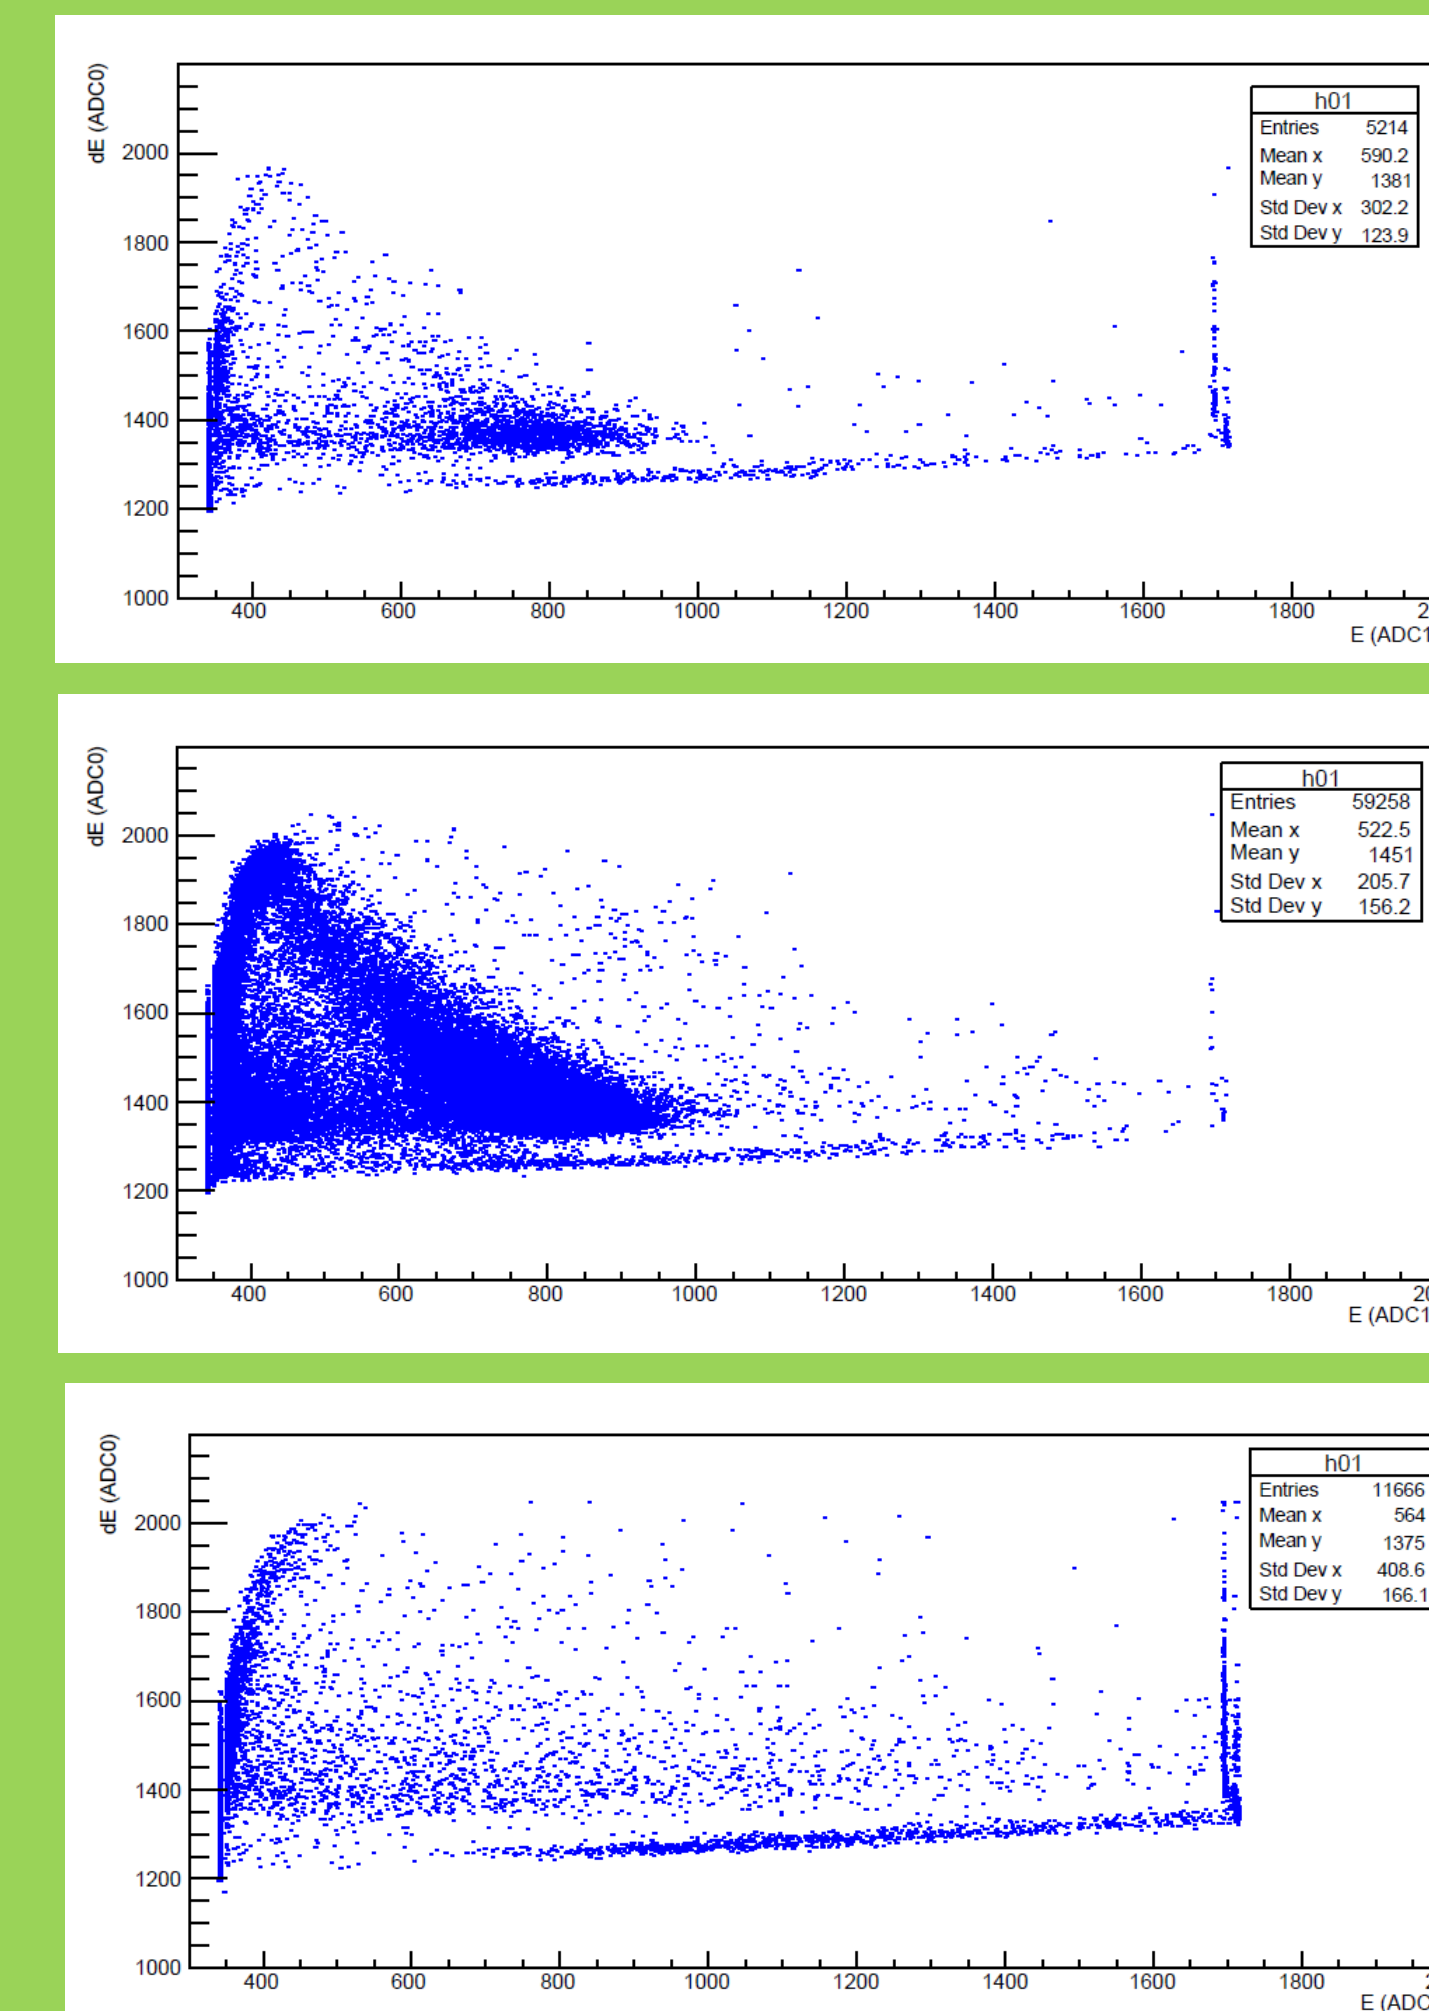 dE (ADC0)
2000
1800
1600
1400
1200
1000
h01
Entries 5214
Mean x 590.2
Mean y 1381
Std Dev x 302.2
Std Dev y 123.9
400 600 800 1000 1200 1400 1600 1800 2
E (ADC1
dE (ADC0)
2000
1800
1600
1400
1200
1000
h01
Entries 59258
Mean x 522.5
Mean y 1451
Std Dev x 205.7
Std Dev y 156.2
400 600 800 1000 1200 1400 1600 1800 20
E (ADC1
dE (ADC0)
2000
1800
1600
1400
1200
1000
h01
Entries 11666
Mean x 564
Mean y 1375
Std Dev x 408.6
Std Dev y 166.1
400 600 800 1000 1200 1400 1600 1800
E (ADC